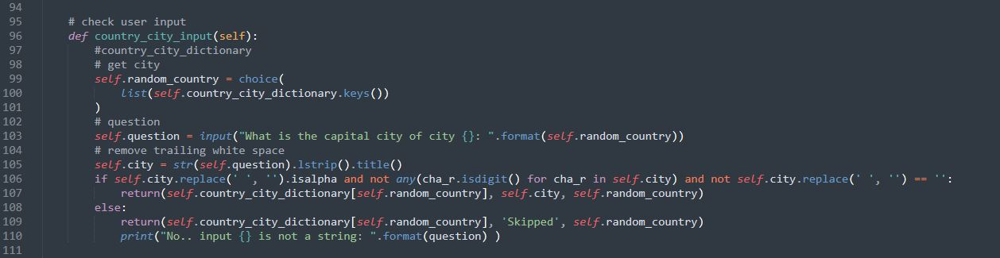 94
95 # check user input
96 def country_city_input(self):
97 #country_city_dictionary
98 # get city
99 self.random_country = choice(
100 list(self.country_city_dictionary.keys())
101 )
102 # question
103 self.question = input("What is the capital city of city {}: ".format(self.random_country))
104 # remove trailing white space
105 self.city = str(self.question).lstrip().title()
106 if self.city.replace(' ', '').isalpha and not any(cha_r.isdigit() for cha_r in self.city) and not self.city.replace(' ', '') == '':
107 return(self.country_city_dictionary[self.random_country], self.city, self.random_country)
108 else:
109 return(self.country_city_dictionary[self.random_country], 'Skipped', self.random_country)
110 print("No.. input {} is not a string: ".format(question) )
111